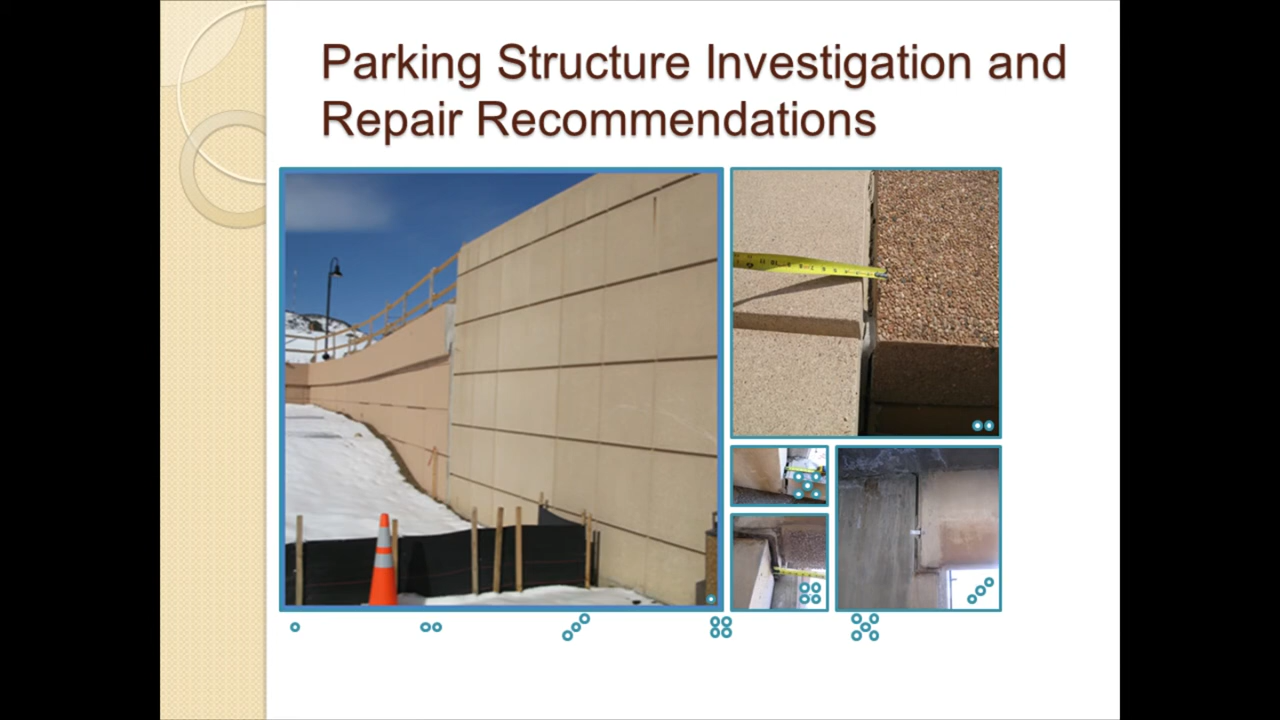 Parking Structure Investigation and
Repair Recommendations